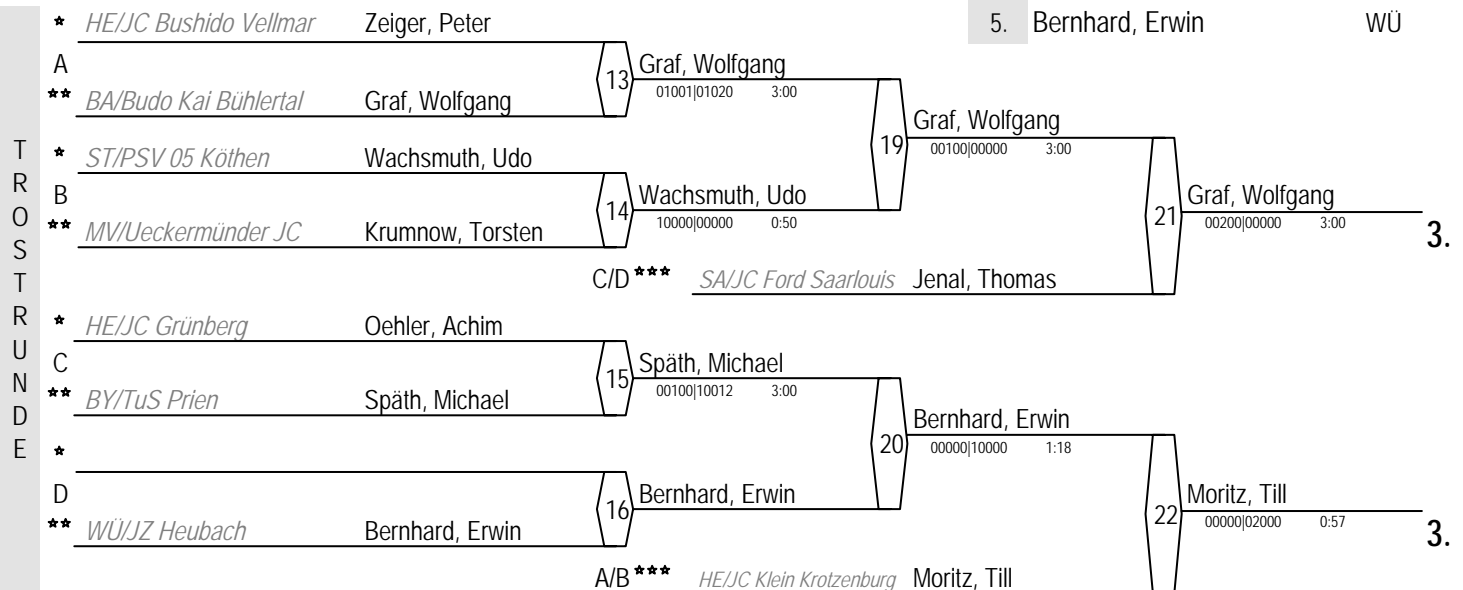 ★ HE/JC Bushido Vellmar Zeiger, Peter 5. Bernhard, Erwin WÜ
A 13 Graf, Wolfgang
01001|01020 3:00
★★ BA/Budo Kai Bühlertal Graf, Wolfgang
19 Graf, Wolfgang
00100|00000 3:00
★ ST/PSV 05 Köthen Wachsmuth, Udo
B 14 Wachsmuth, Udo
10000|00000 0:50
21 Graf, Wolfgang
00200|00000 3:00
3.
★★ MV/Ueckermünder JC Krumnow, Torsten
C/D ★★★ SA/JC Ford Saarlouis Jenal, Thomas
TROSTRUNDE
★ HE/JC Grünberg Oehler, Achim
C 15 Späth, Michael
00100|10012 3:00
★★ BY/TuS Prien Späth, Michael
20 Bernhard, Erwin
00000|10000 1:18
★
D 16 Bernhard, Erwin
22 Moritz, Till
00000|02000 0:57
3.
★★ WÜ/JZ Heubach Bernhard, Erwin
A/B ★★★ HE/JC Klein Krotzenburg Moritz, Till